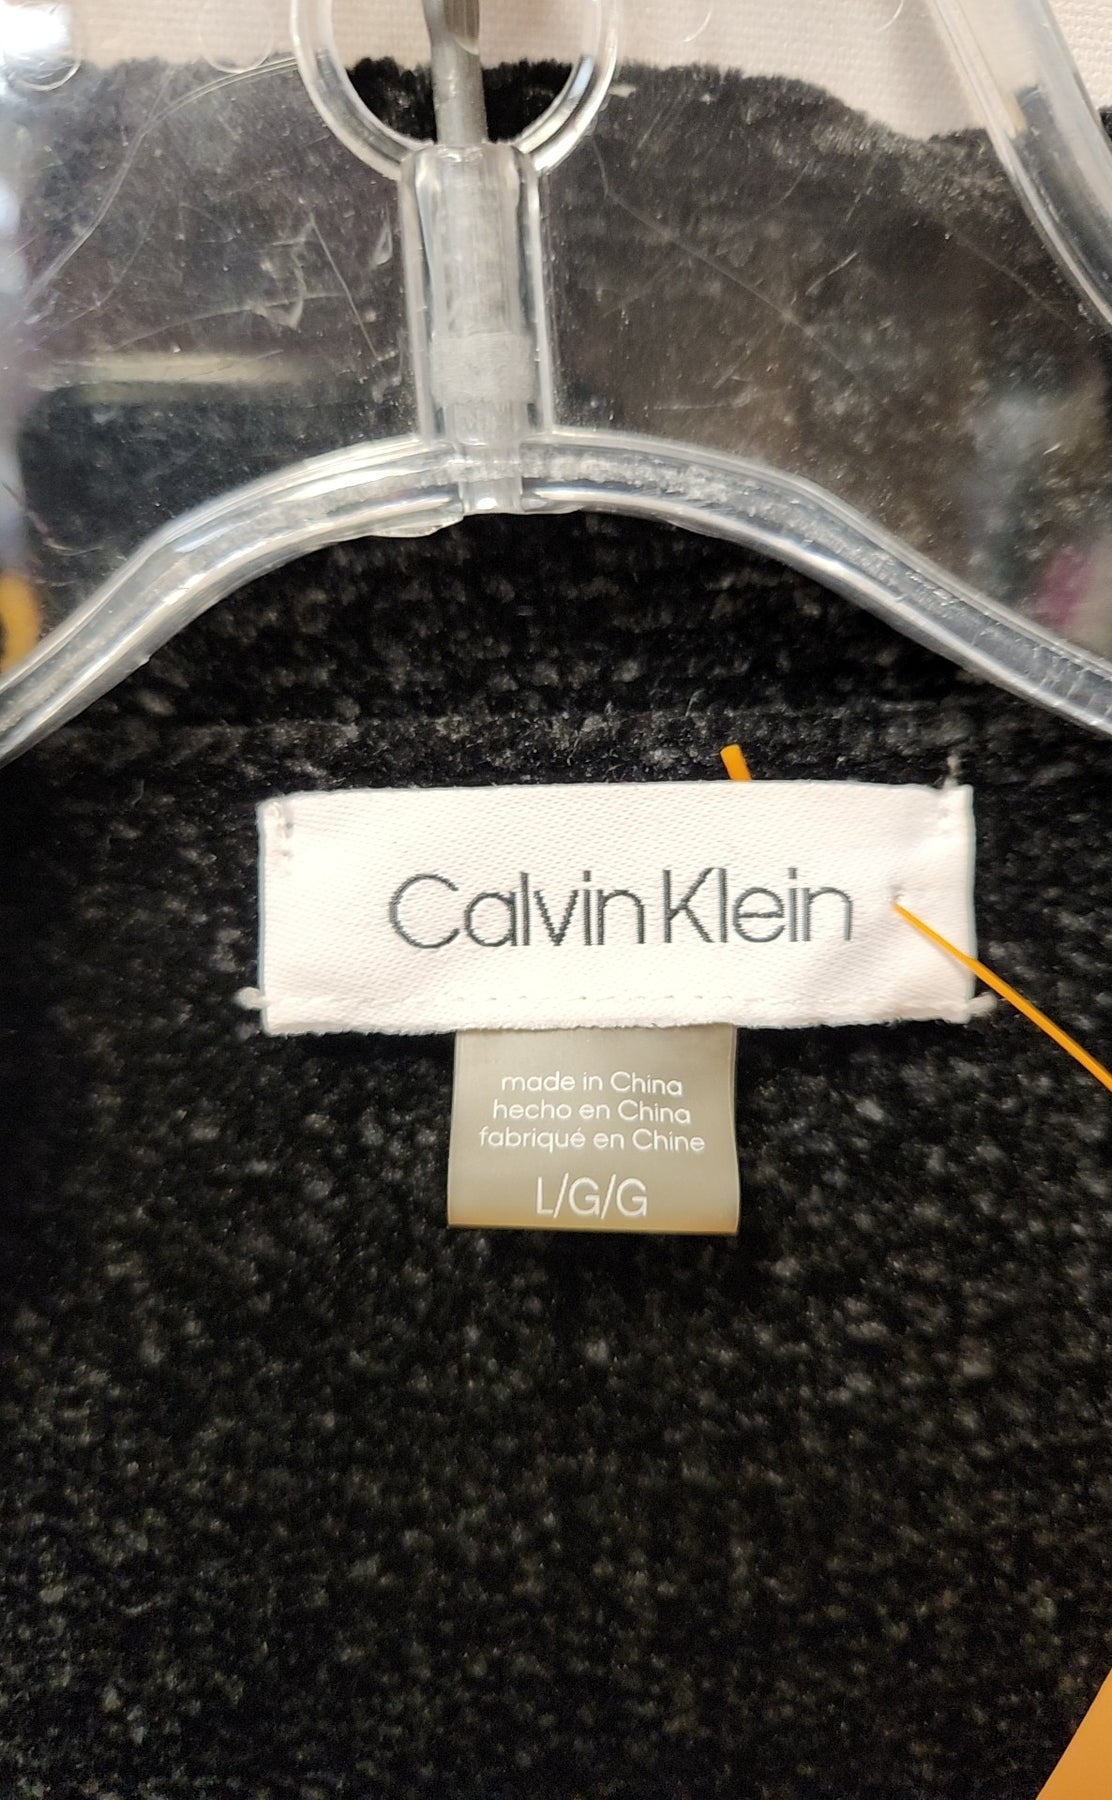 Calvin Klein
made in China
hecho en China
fabriqué en Chine
L/G/G